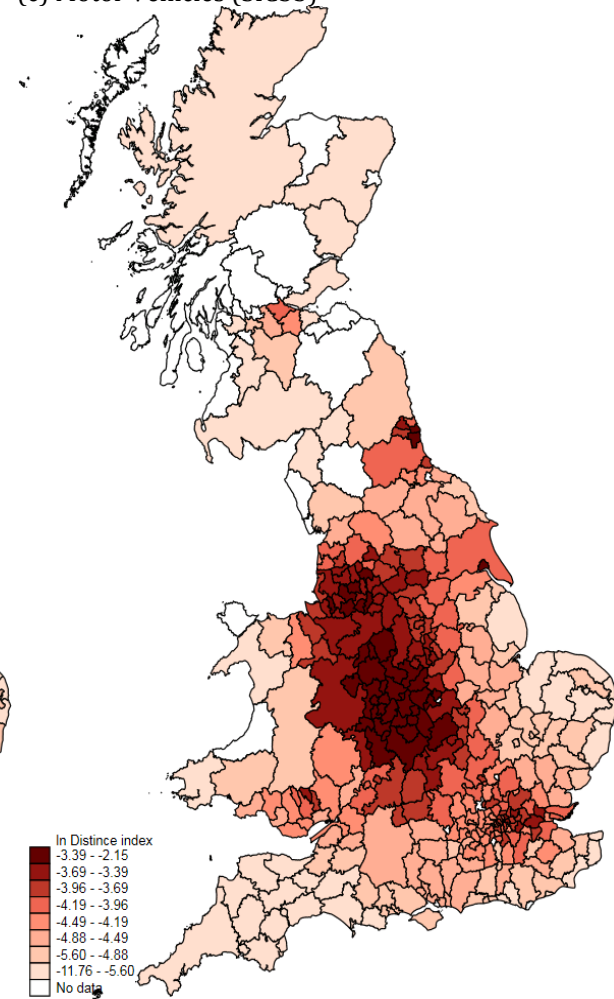 In Distince index
-3.39 - -2.15
-3.69 - -3.39
-3.96 - -3.69
-4.19 - -3.96
-4.49 - -4.19
-4.88 - -4.49
-5.60 - -4.88
-11.76 - -5.60
No data